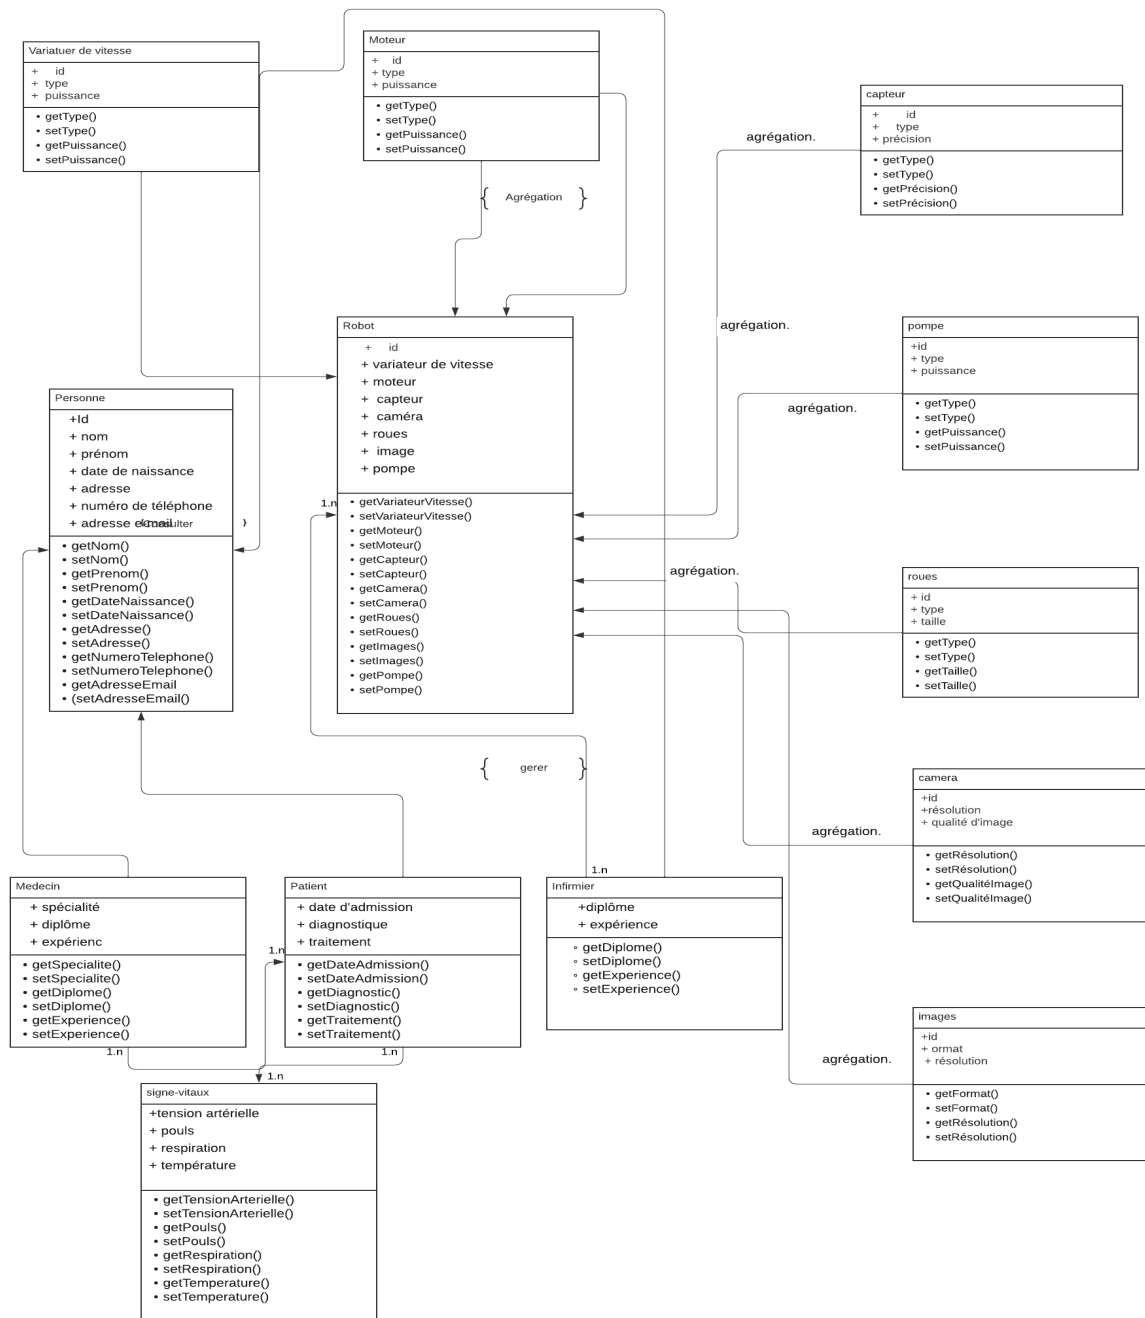 Variatuer de vitesse
+ id
+ type
+ puissance
• getType()
• setType()
• getPuissance()
• setPuissance()
Moteur
+ id
+ type
+ puissance
• getType()
• setType()
• getPuissance()
• setPuissance()
{ Agrégation }
capteur
+ id
+ type
+ précision
• getType()
• setType()
• getPrécision()
• setPrécision()
agrégation.
Robot
+ id
+ variateur de vitesse
+ moteur
+ capteur
+ caméra
+ roues
+ image
+ pompe
• getVariateurVitesse()
• setVariateurVitesse()
• getMoteur()
• setMoteur()
• getCapteur()
• setCapteur()
• getCamera()
• setCamera()
• getRoues()
• setRoues()
• getImages()
• setImages()
• getPompe()
• setPompe()
1.n
agrégation.
pompe
+id
+ type
+ puissance
• getType()
• setType()
• getPuissance()
• setPuissance()
agrégation.
Personne
+Id
+ nom
+ prénom
+ date de naissance
+ adresse
+ numéro de téléphone
+ adresse email
{Consulter }
• getNom()
• setNom()
• getPrenom()
• setPrenom()
• getDateNaissance()
• setDateNaissance()
• getAdresse()
• setAdresse()
• getNumeroTelephone()
• setNumeroTelephone()
• getAdresseEmail
• (setAdresseEmail()
agrégation.
roues
+ id
+ type
+ taille
• getType()
• setType()
• getTaille()
• setTaille()
{ gerer }
camera
+id
+résolution
+ qualité d'image
• getRésolution()
• setRésolution()
• getQualitéImage()
• setQualitéImage()
agrégation.
Medecin
+ spécialité
+ diplôme
+ expérienc
• getSpecialite()
• setSpecialite()
• getDiplome()
• setDiplome()
• getExperience()
• setExperience()
1.n
Patient
+ date d'admission
+ diagnostique
+ traitement
• getDateAdmission()
• setDateAdmission()
• getDiagnostic()
• setDiagnostic()
• getTraitement()
• setTraitement()
1.n
1.n
1.n
Infirmier
+diplôme
+ expérience
◦ getDiplome()
◦ setDiplome()
◦ getExperience()
◦ setExperience()
images
+id
+ ormat
+ résolution
• getFormat()
• setFormat()
• getRésolution()
• setRésolution()
agrégation.
1.n
signe-vitaux
+tension artérielle
+ pouls
+ respiration
+ température
• getTensionArterielle()
• setTensionArterielle()
• getPouls()
• setPouls()
• getRespiration()
• setRespiration()
• getTemperature()
• setTemperature()